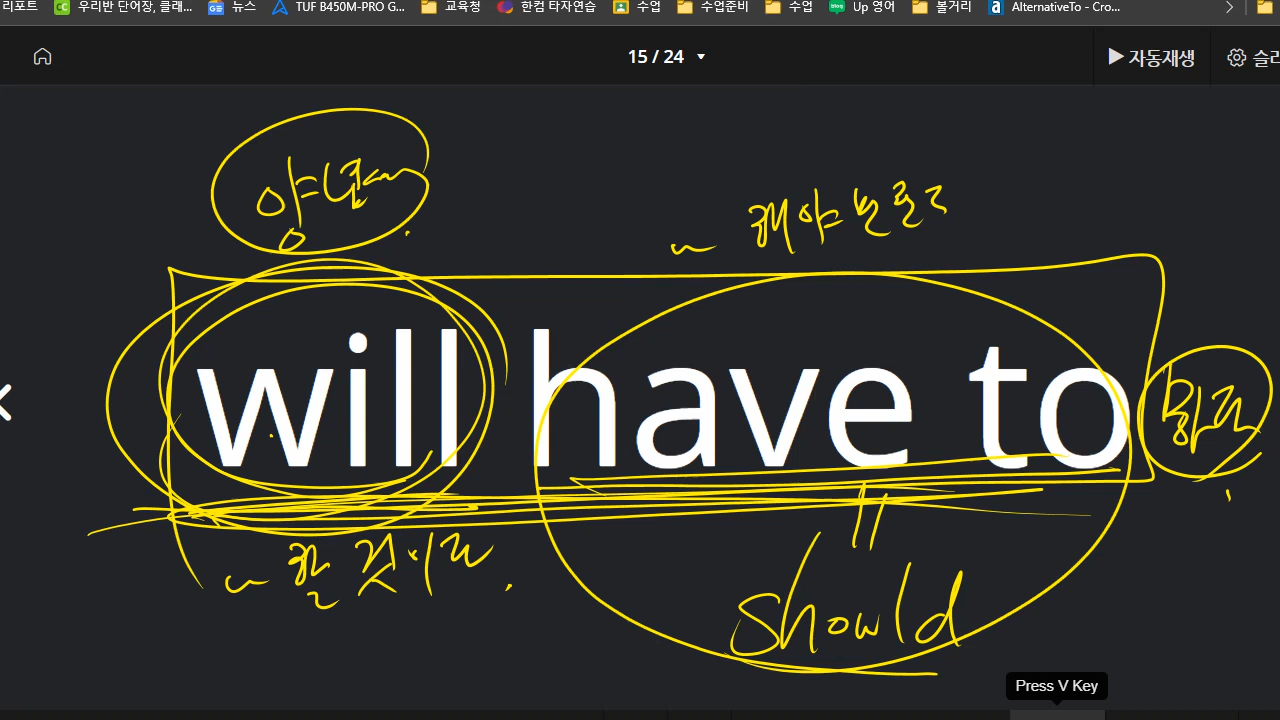 리포트 우리반 단어장, 클래... 뉴스 TUF B450M-PRO G... 교육청 한컴 타자연습 수업 수업준비 수업 Up 영어 볼거리 AlternativeTo - Cro...
15 / 24 자동재생 슬라
양념
~ 해야
will have to
~ 할 것이다.
should
Press V Key